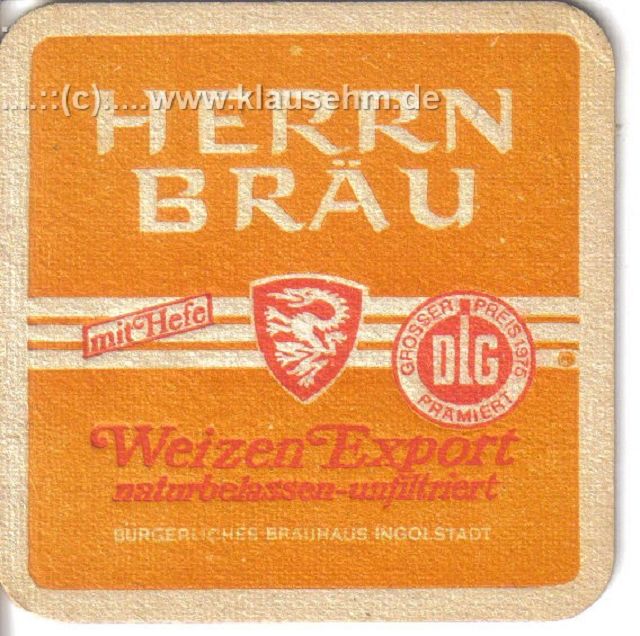 ....::(c).....www.klausehm.de
HERRN
BRÄU
mit Hefe
GROSSER PREIS 1976
DLG
PRÄMIERT
Weizen Export
naturbelassen-unfiltriert
BÜRGERLICHES BRAUHAUS INGOLSTADT